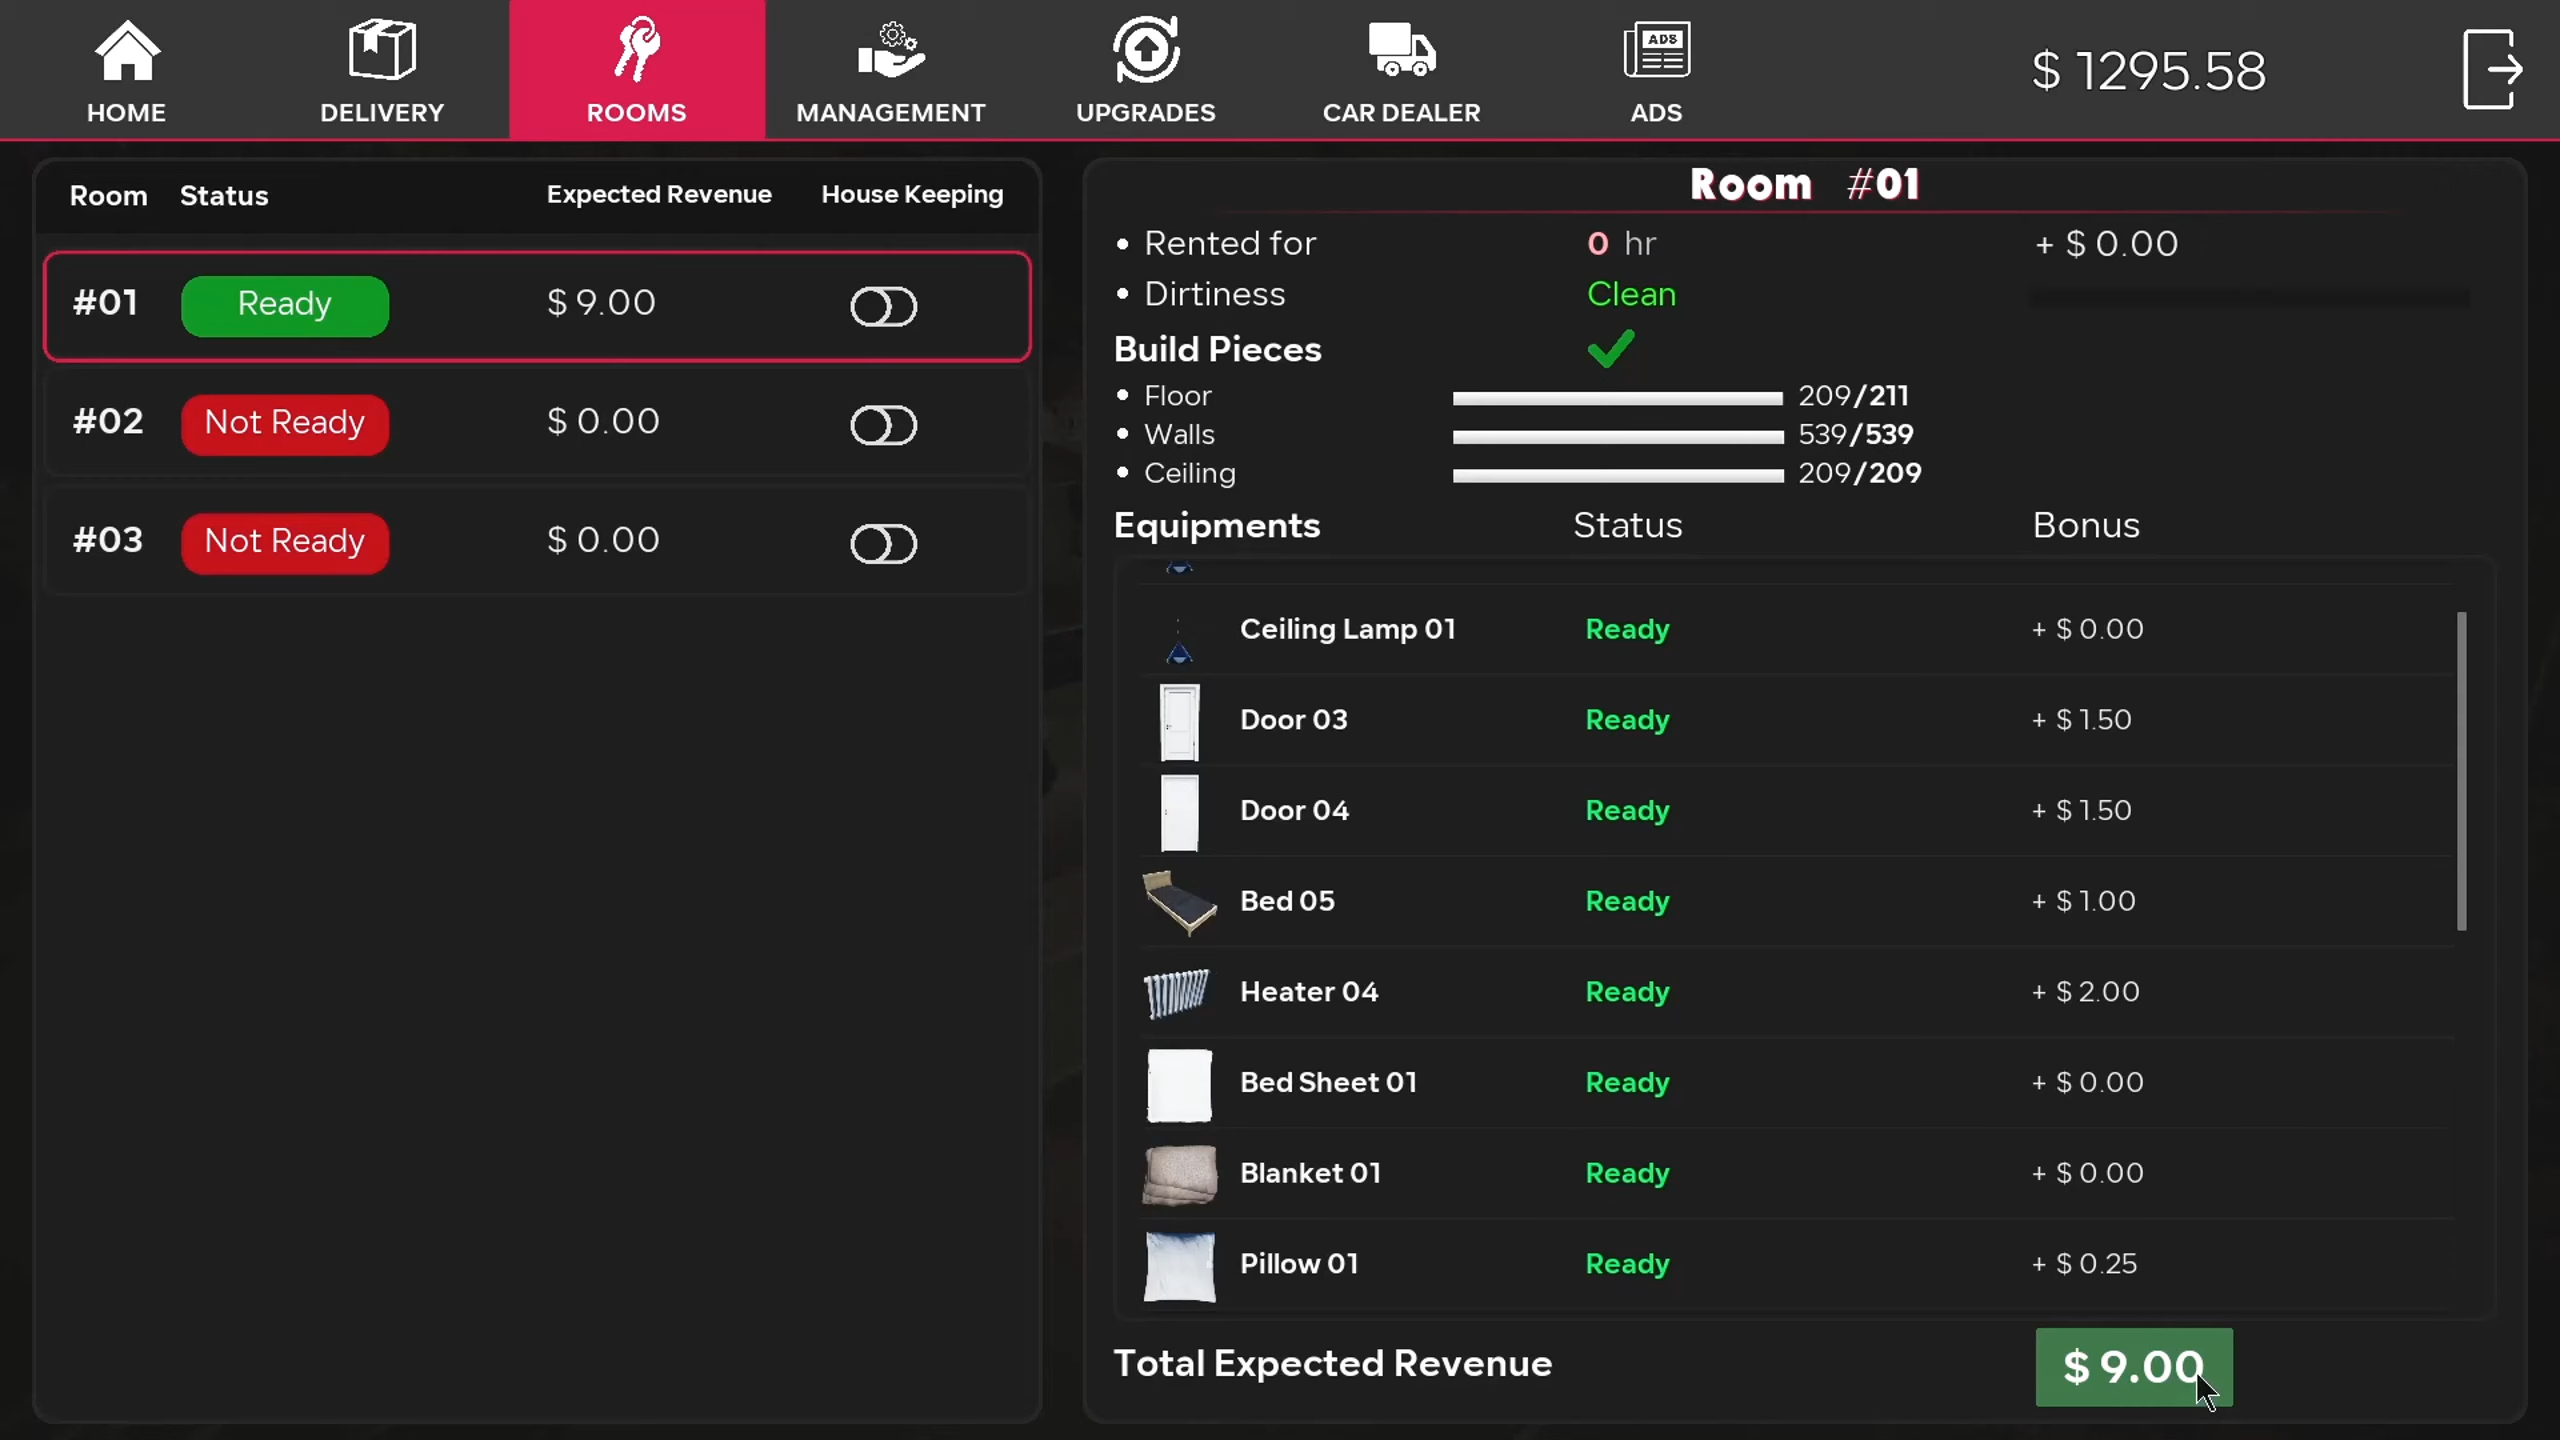 HOME
DELIVERY
ROOMS
MANAGEMENT
UPGRADES
CAR DEALER
ADS
ADS
$ 1295.58
Room Status Expected Revenue House Keeping
#01 Ready $ 9.00
#02 Not Ready $ 0.00
#03 Not Ready $ 0.00
Room #01
• Rented for 0 hr + $ 0.00
• Dirtiness Clean
Build Pieces
• Floor 209/211
• Walls 539/539
• Ceiling 209/209
Equipments Status Bonus
Ceiling Lamp 01 Ready + $ 0.00
Door 03 Ready + $ 1.50
Door 04 Ready + $ 1.50
Bed 05 Ready + $ 1.00
Heater 04 Ready + $ 2.00
Bed Sheet 01 Ready + $ 0.00
Blanket 01 Ready + $ 0.00
Pillow 01 Ready + $ 0.25
Total Expected Revenue $ 9.00